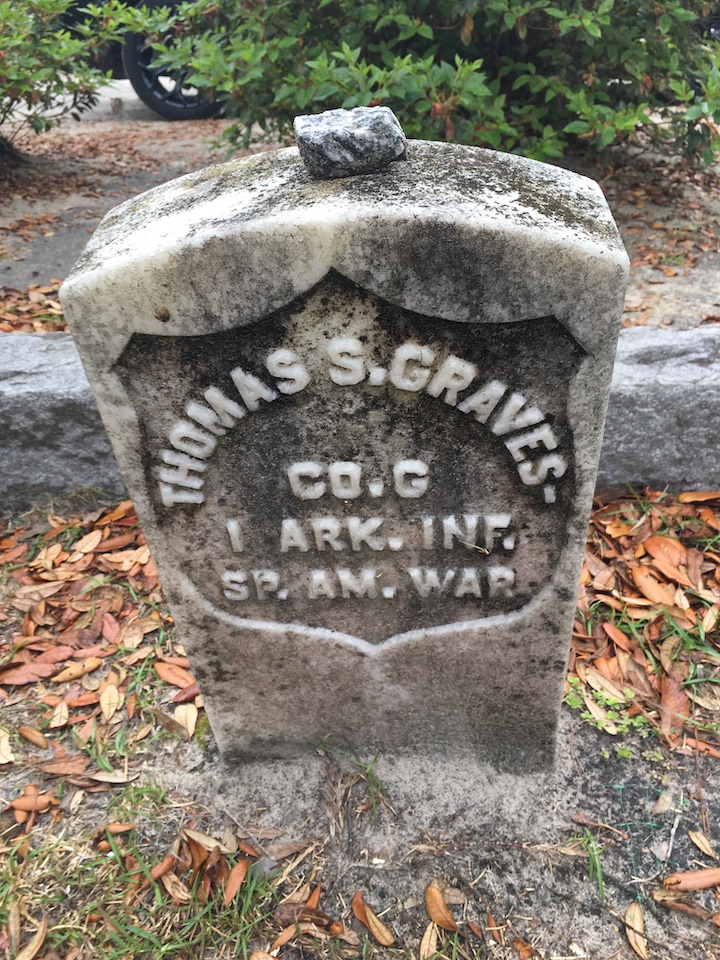 THOMAS S. GRAVES
CO. G
1 ARK. INF.
SP. AM. WAR